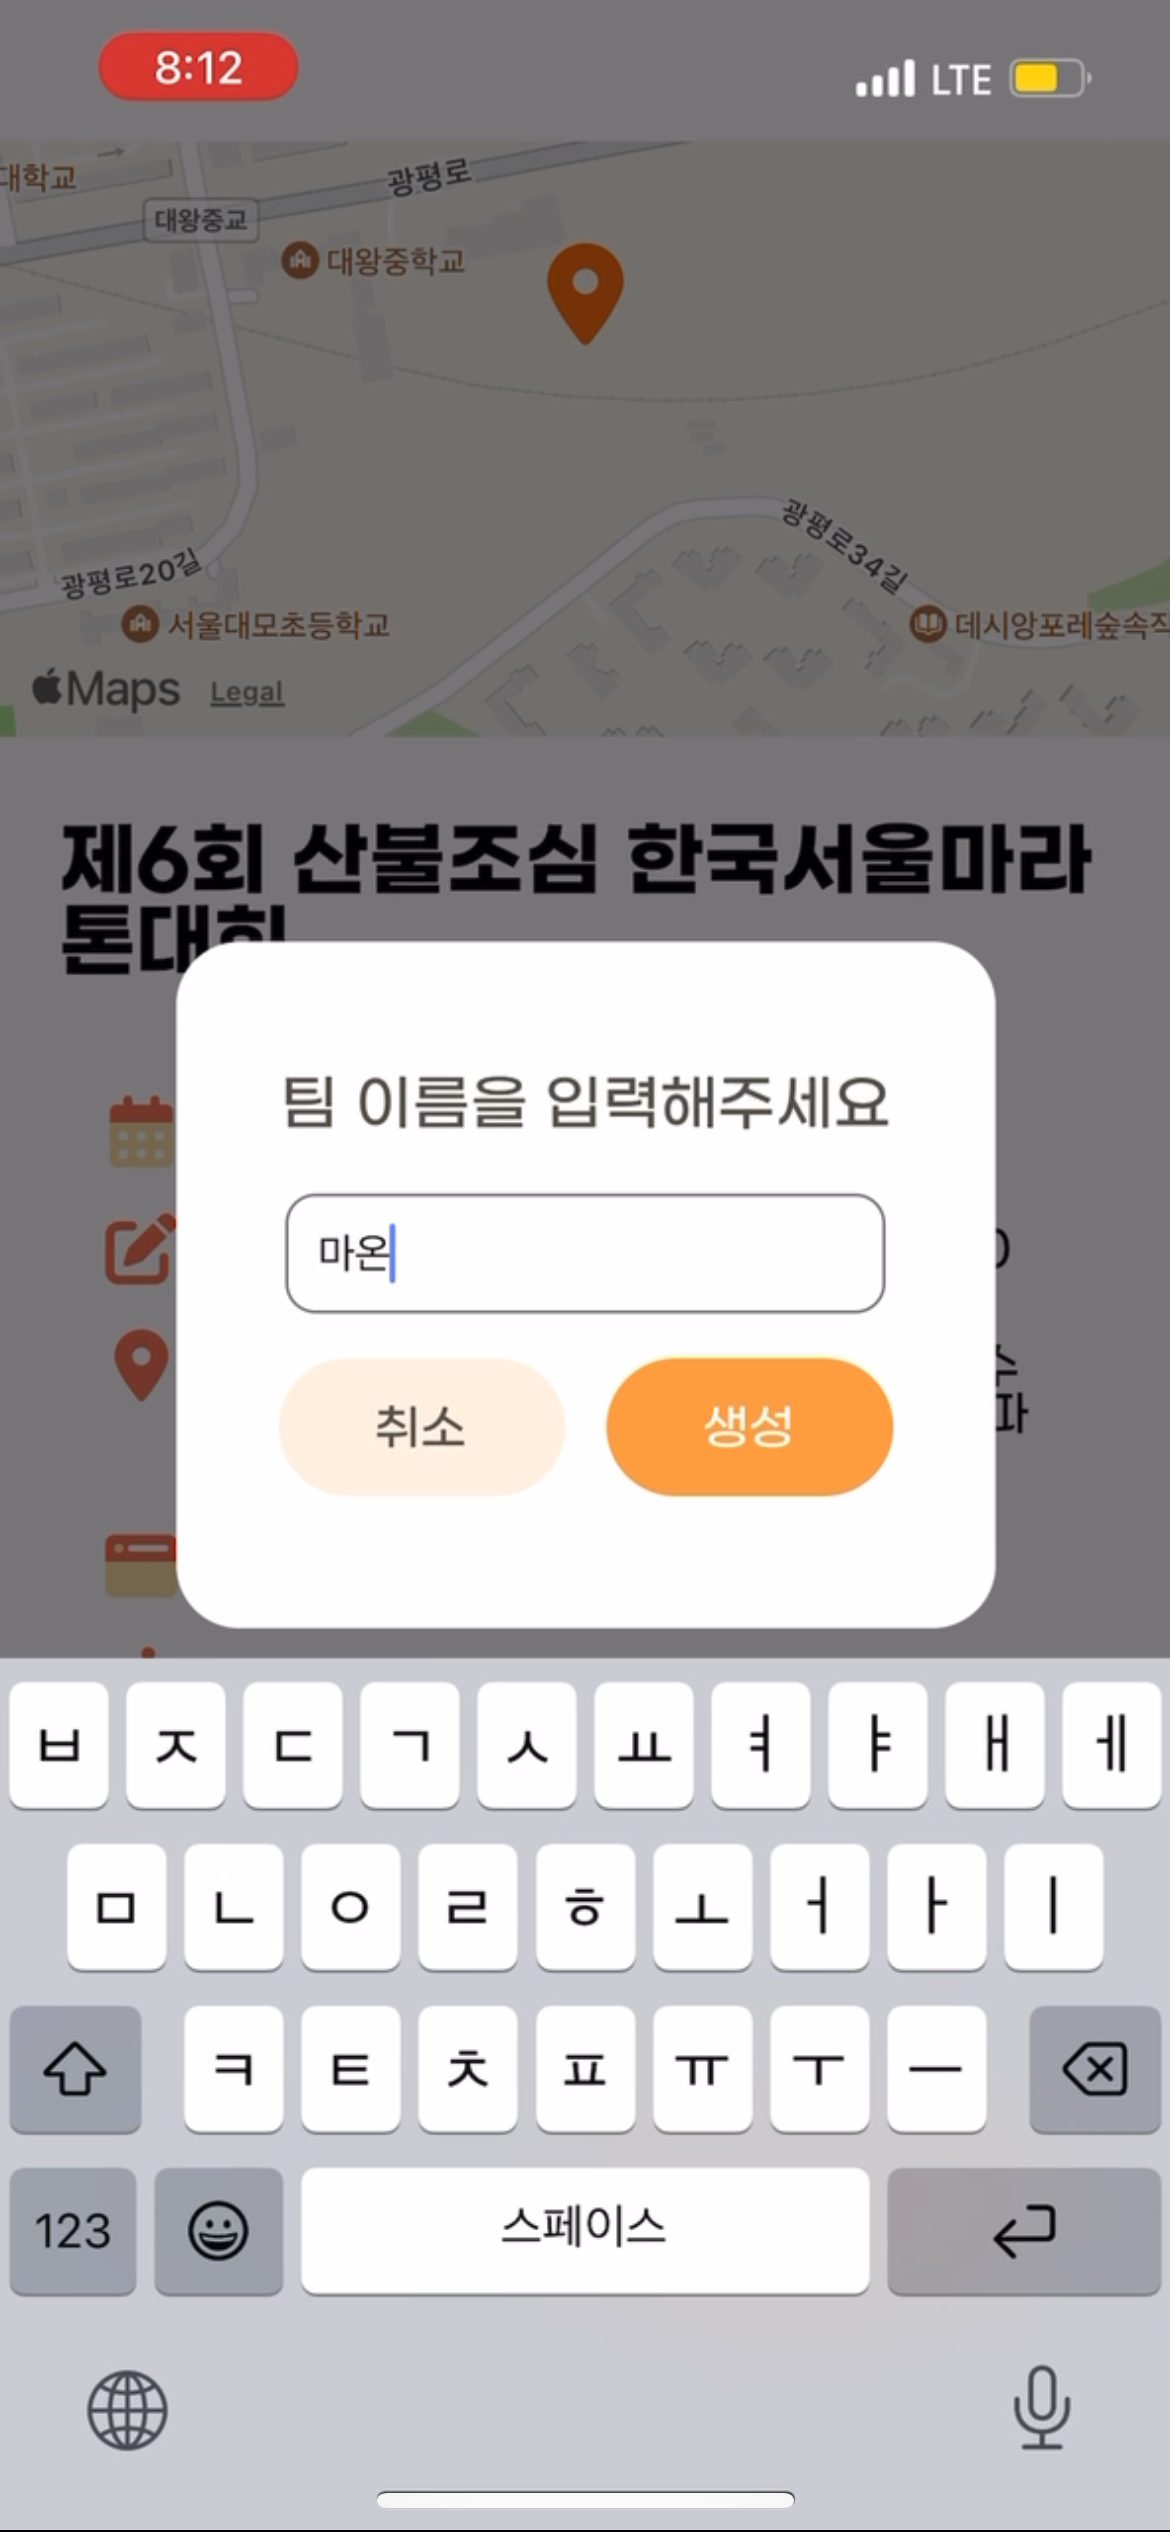 8:12
LTE
대학교
광평로
대왕중교
대왕중학교
광평로34길
광평로20길
서울대모초등학교
데시앙포레숲속작
Maps Legal
제6회 산불조심 한국서울마라
톤대회
팀 이름을 입력해주세요
마온
취소 생성
ㅂ ㅈ ㄷ ㄱ ㅅ ㅛ ㅕ ㅑ ㅐ ㅔ
ㅁ ㄴ ㅇ ㄹ ㅎ ㅗ ㅓ ㅏ ㅣ
ㅋ ㅌ ㅊ ㅍ ㅠ ㅜ ㅡ
123 스페이스